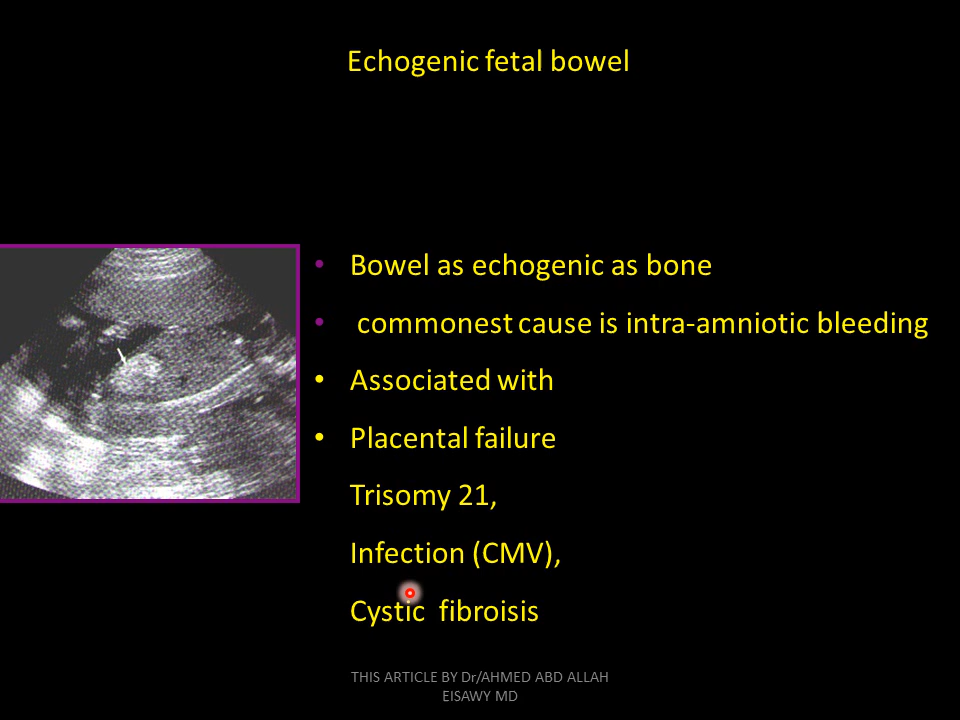 Echogenic fetal bowel
• Bowel as echogenic as bone
• commonest cause is intra-amniotic bleeding
• Associated with
• Placental failure
Trisomy 21,
Infection (CMV),
Cystic fibroisis
THIS ARTICLE BY Dr/AHMED ABD ALLAH
EISAWY MD